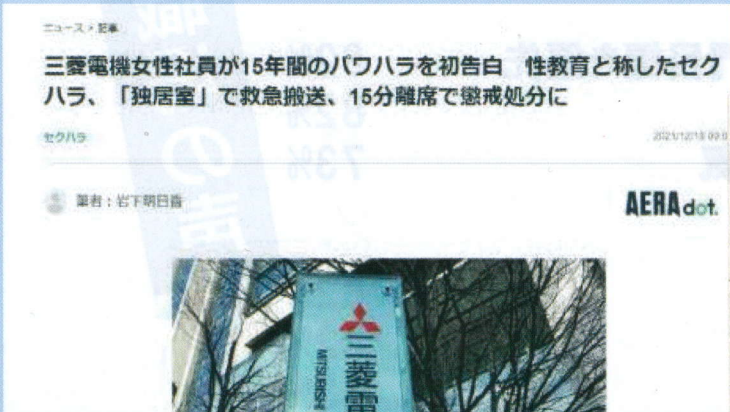 ニュース > 記事
三菱電機女性社員が15年間のパワハラを初告白　性教育と称したセク
ハラ、「独居室」で救急搬送、15分離席で懲戒処分に
セクハラ
著者：岩下明日香
AERA dot.
三菱電
MITSUBISHI